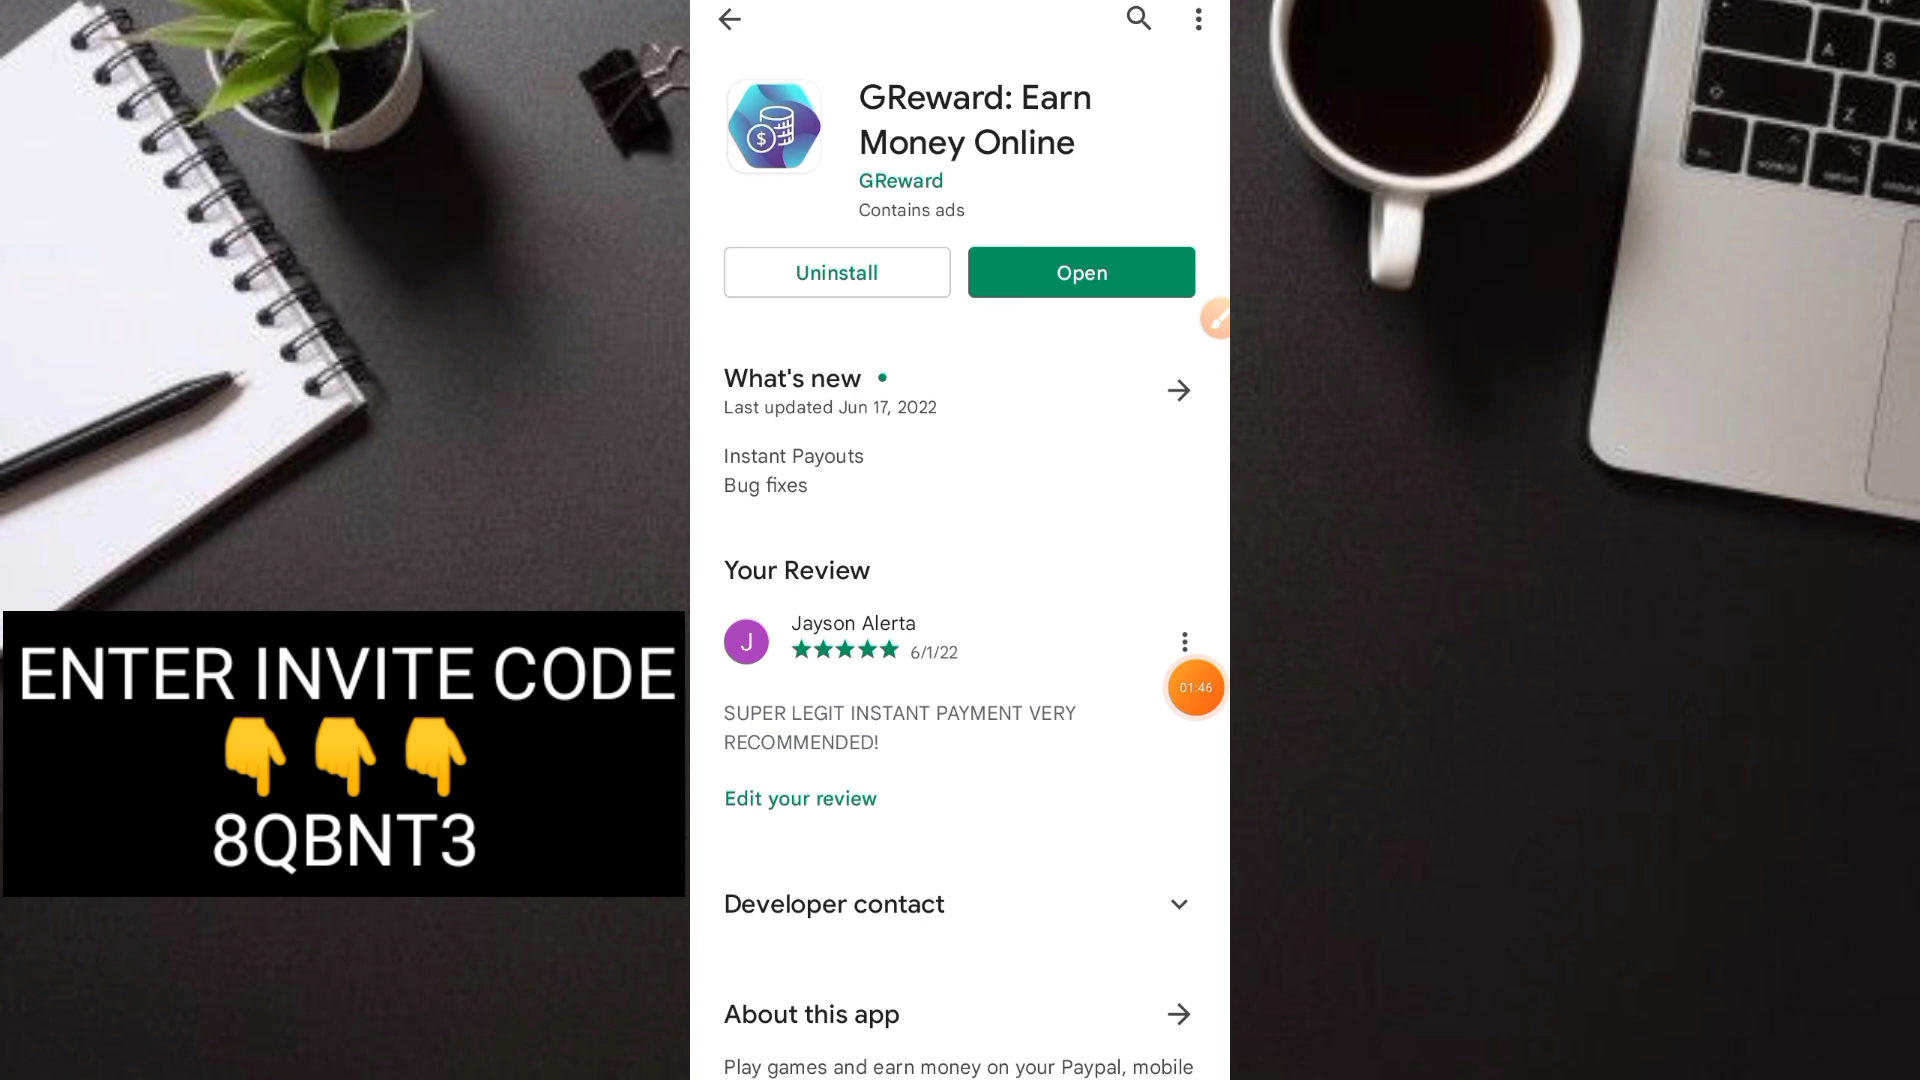 GReward: Earn
Money Online
GReward
Contains ads
Uninstall
Open
What's new
Last updated Jun 17, 2022
Instant Payouts
Bug fixes
Your Review
J
Jayson Alerta
6/1/22
01:46
SUPER LEGIT INSTANT PAYMENT VERY
RECOMMENDED!
Edit your review
Developer contact
About this app
Play games and earn money on your Paypal, mobile
ENTER INVITE CODE
👇👇👇
8QBNT3
A
S
Z
X